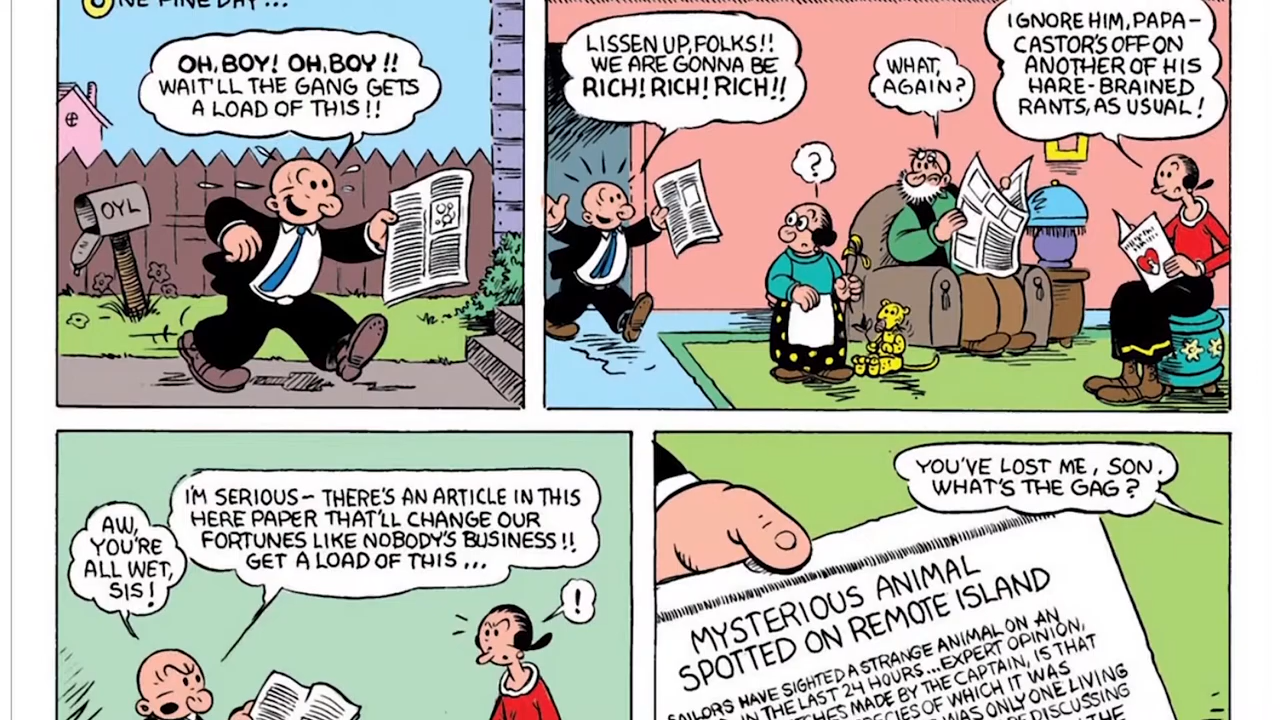 ONE FINE DAY...
OH, BOY! OH, BOY!!
WAIT'LL THE GANG GETS
A LOAD OF THIS!!
OYL
LISSEN UP, FOLKS!!
WE ARE GONNA BE
RICH! RICH! RICH!!
?
WHAT,
AGAIN?
IGNORE HIM, PAPA-
CASTOR'S OFF ON
ANOTHER OF HIS
HARE-BRAINED
RANTS, AS USUAL!
AW,
YOU'RE
ALL WET,
SIS!
I'M SERIOUS- THERE'S AN ARTICLE IN THIS
HERE PAPER THAT'LL CHANGE OUR
FORTUNES LIKE NOBODY'S BUSINESS!!
GET A LOAD OF THIS...
!
YOU'VE LOST ME, SON.
WHAT'S THE GAG?
MYSTERIOUS ANIMAL
SPOTTED ON REMOTE ISLAND
SAILORS HAVE SIGHTED A STRANGE ANIMAL ON AN
IN THE LAST 24 HOURS...EXPERT OPINION,
MADE BY THE CAPTAIN, IS THAT
OF WHICH IT WAS
WAS ONLY ONE LIVING
DISCUSSING
THE